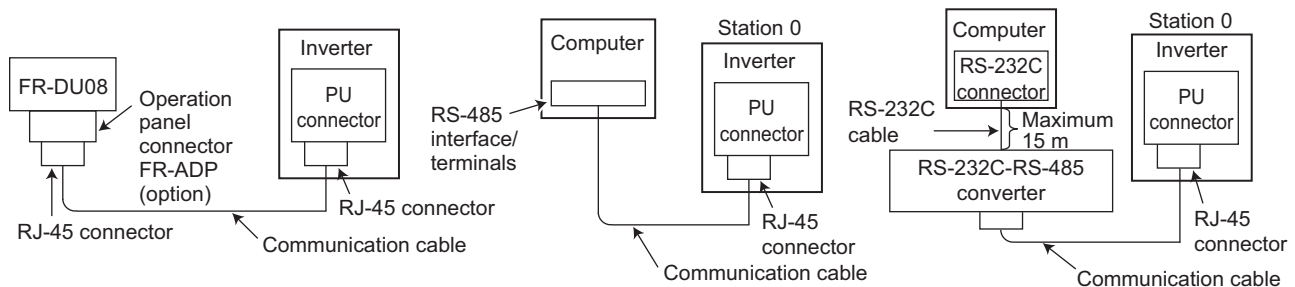 FR-DU08
Operation
panel
connector
FR-ADP
(option)
RJ-45 connector
Inverter
PU
connector
RJ-45 connector
Communication cable
Computer
RS-485
interface/
terminals
Station 0
Inverter
PU
connector
RJ-45
connector
Communication cable
Computer
RS-232C
connector
RS-232C
cable
Maximum
15 m
RS-232C-RS-485
converter
Station 0
Inverter
PU
connector
RJ-45
connector
Communication cable